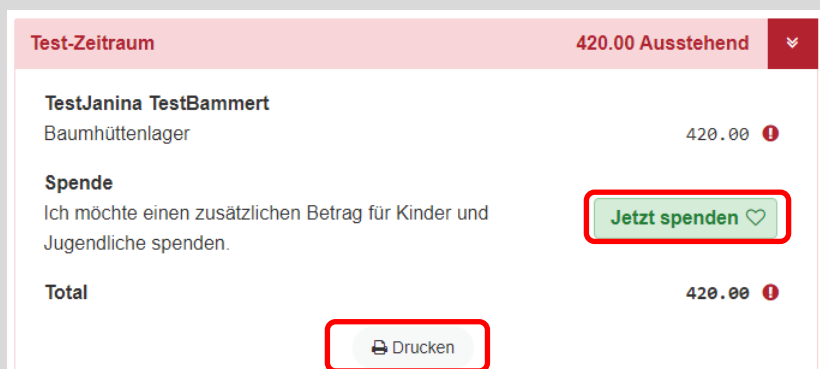 Test-Zeitraum 420.00 Ausstehend
TestJanina TestBammert
Baumhüttenlager 420.00
Spende
Ich möchte einen zusätzlichen Betrag für Kinder und
Jugendliche spenden.
Jetzt spenden
Total 420.00
Drucken